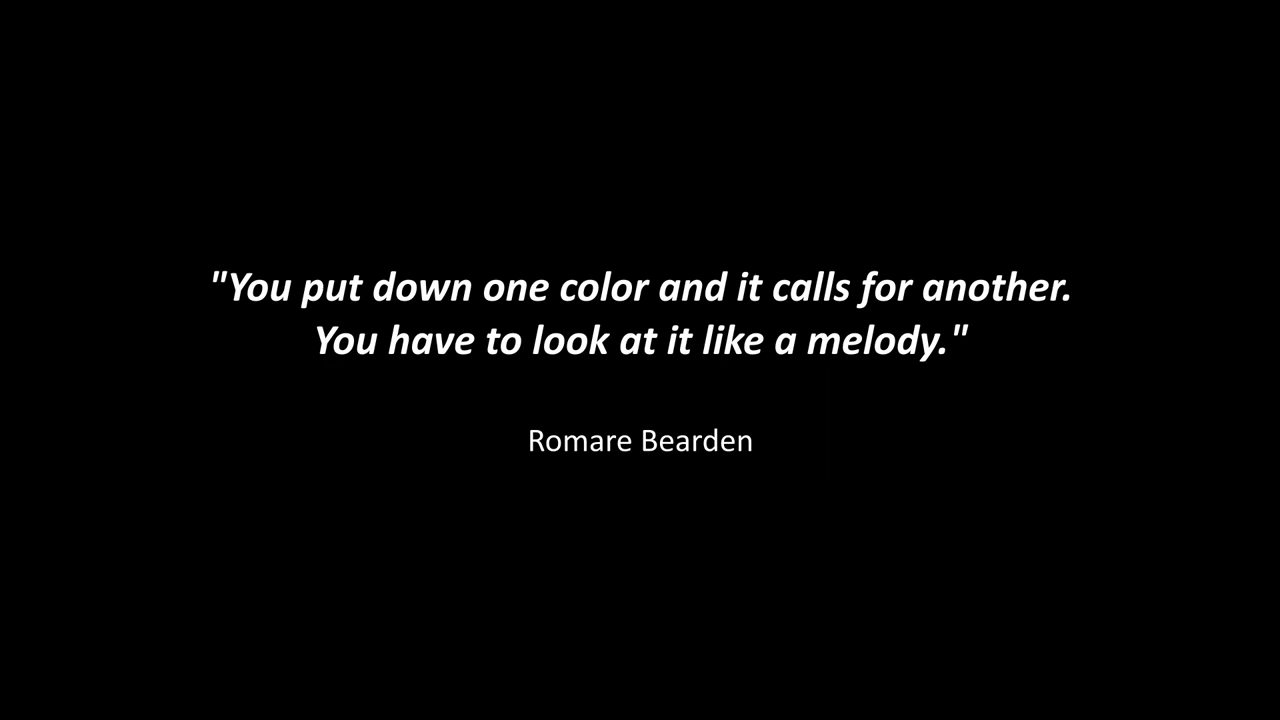 "You put down one color and it calls for another.
You have to look at it like a melody."
Romare Bearden